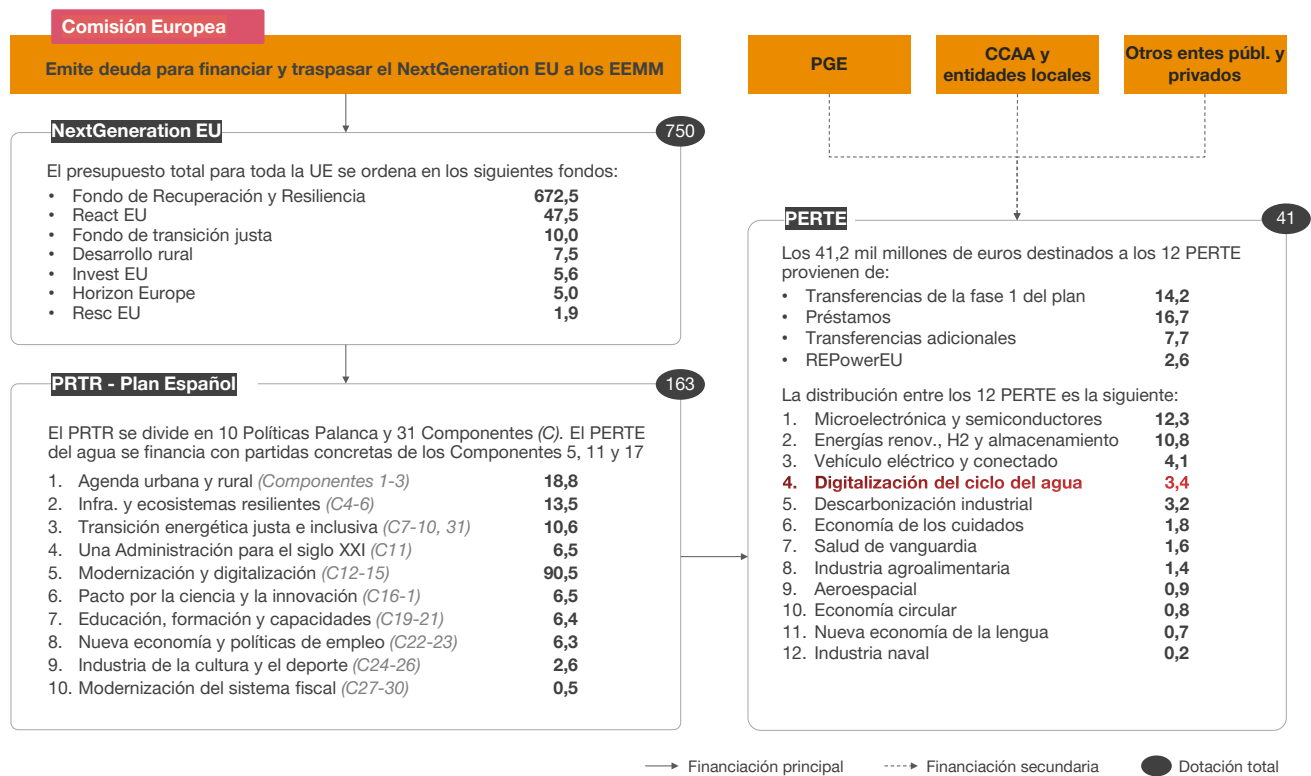 Comisión Europea
Emite deuda para financiar y traspasar el NextGeneration EU a los EEMM
PGE
CCAA y
entidades locales
Otros entes públ. y
privados
NextGeneration EU
750
El presupuesto total para toda la UE se ordena en los siguientes fondos:
• Fondo de Recuperación y Resiliencia 672,5
• React EU 47,5
• Fondo de transición justa 10,0
• Desarrollo rural 7,5
• Invest EU 5,6
• Horizon Europe 5,0
• Resc EU 1,9
PRTR - Plan Español
163
El PRTR se divide en 10 Políticas Palanca y 31 Componentes (C). El PERTE
del agua se financia con partidas concretas de los Componentes 5, 11 y 17
1. Agenda urbana y rural (Componentes 1-3) 18,8
2. Infra. y ecosistemas resilientes (C4-6) 13,5
3. Transición energética justa e inclusiva (C7-10, 31) 10,6
4. Una Administración para el siglo XXI (C11) 6,5
5. Modernización y digitalización (C12-15) 90,5
6. Pacto por la ciencia y la innovación (C16-1) 6,5
7. Educación, formación y capacidades (C19-21) 6,4
8. Nueva economía y políticas de empleo (C22-23) 6,3
9. Industria de la cultura y el deporte (C24-26) 2,6
10. Modernización del sistema fiscal (C27-30) 0,5
PERTE
41
Los 41,2 mil millones de euros destinados a los 12 PERTE
provienen de:
• Transferencias de la fase 1 del plan 14,2
• Préstamos 16,7
• Transferencias adicionales 7,7
• REPowerEU 2,6
La distribución entre los 12 PERTE es la siguiente:
1. Microelectrónica y semiconductores 12,3
2. Energías renov., H2 y almacenamiento 10,8
3. Vehículo eléctrico y conectado 4,1
4. Digitalización del ciclo del agua 3,4
5. Descarbonización industrial 3,2
6. Economía de los cuidados 1,8
7. Salud de vanguardia 1,6
8. Industria agroalimentaria 1,4
9. Aeroespacial 0,9
10. Economía circular 0,8
11. Nueva economía de la lengua 0,7
12. Industria naval 0,2
Financiación principal
Financiación secundaria
Dotación total